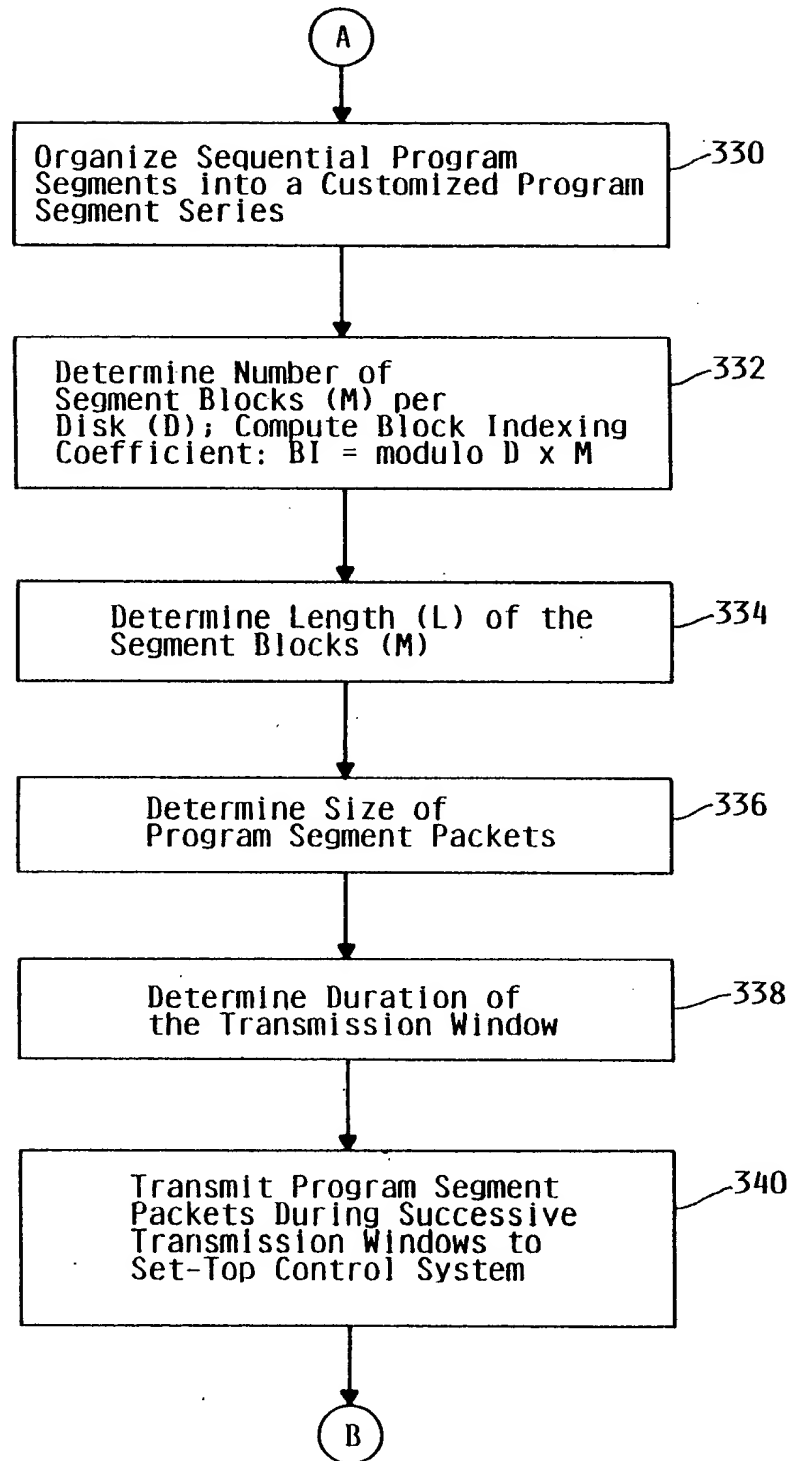 A
Organize Sequential Program
Segments into a Customized Program
Segment Series
330
Determine Number of
Segment Blocks (M) per
Disk (D); Compute Block Indexing
Coefficient: BI = modulo D x M
332
Determine Length (L) of the
Segment Blocks (M)
334
Determine Size of
Program Segment Packets
336
Determine Duration of
the Transmission Window
338
Transmit Program Segment
Packets During Successive
Transmission Windows to
Set-Top Control System
340
B